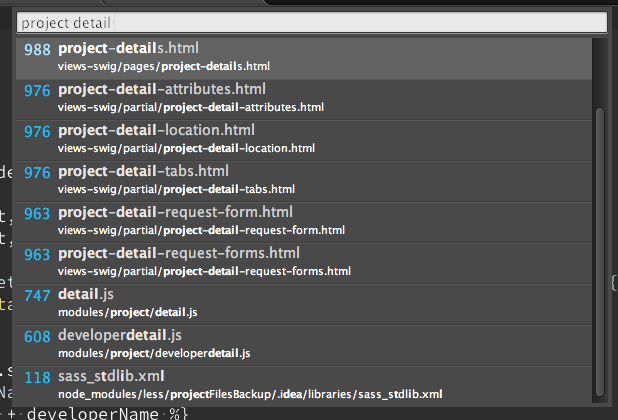 project detail
988 project-details.html
views-swig/pages/project-details.html
976 project-detail-attributes.html
views-swig/partial/project-detail-attributes.html
976 project-detail-location.html
views-swig/partial/project-detail-location.html
976 project-detail-tabs.html
views-swig/partial/project-detail-tabs.html
963 project-detail-request-form.html
views-swig/partial/project-detail-request-form.html
963 project-detail-request-forms.html
views-swig/partial/project-detail-request-forms.html
747 detail.js
modules/project/detail.js
608 developerdetail.js
modules/project/developerdetail.js
118 sass_stdlib.xml
node_modules/less/projectFilesBackup/.idea/libraries/sass_stdlib.xml
+ developerName %}